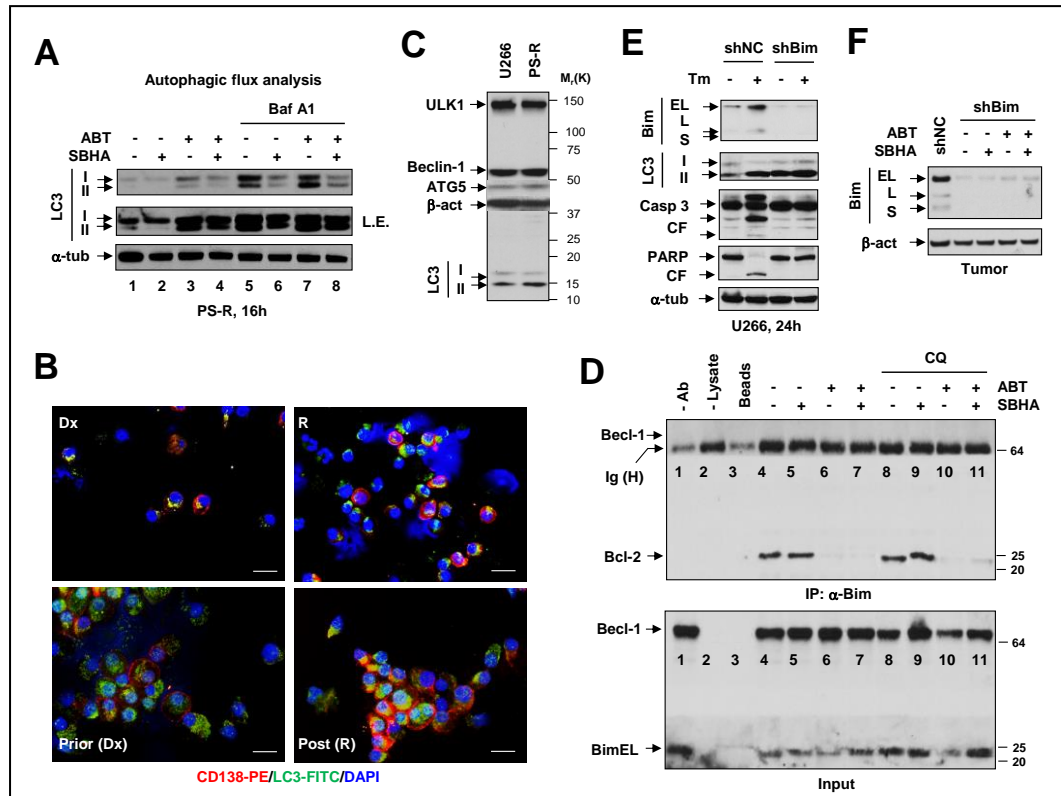 A
Autophagic flux analysis
Baf A1
ABT - - + + - - + +
SBHA - + - + - + - +
LC3
I
II
I
II
L.E.
α-tub
1 2 3 4 5 6 7 8
PS-R, 16h
B
Dx
R
Prior (Dx)
Post (R)
CD138-PE/LC3-FITC/DAPI
C
U266
PS-R
Mr(K)
ULK1
Beclin-1
ATG5
β-act
LC3
I
II
150
100
75
50
37
25
20
15
10
E
shNC shBim
Tm - + - +
Bim
EL
L
S
LC3
I
II
Casp 3
CF
PARP
CF
α-tub
U266, 24h
F
shNC
shBim
ABT - - + +
SBHA - + - +
Bim
EL
L
S
β-act
Tumor
D
- Ab
- Lysate
Beads
CQ
- - + + - - + + ABT
- + - + - + - + SBHA
Becl-1
Ig (H)
64
1 2 3 4 5 6 7 8 9 10 11
Bcl-2
25
20
IP: α-Bim
Becl-1
64
1 2 3 4 5 6 7 8 9 10 11
BimEL
25
20
Input